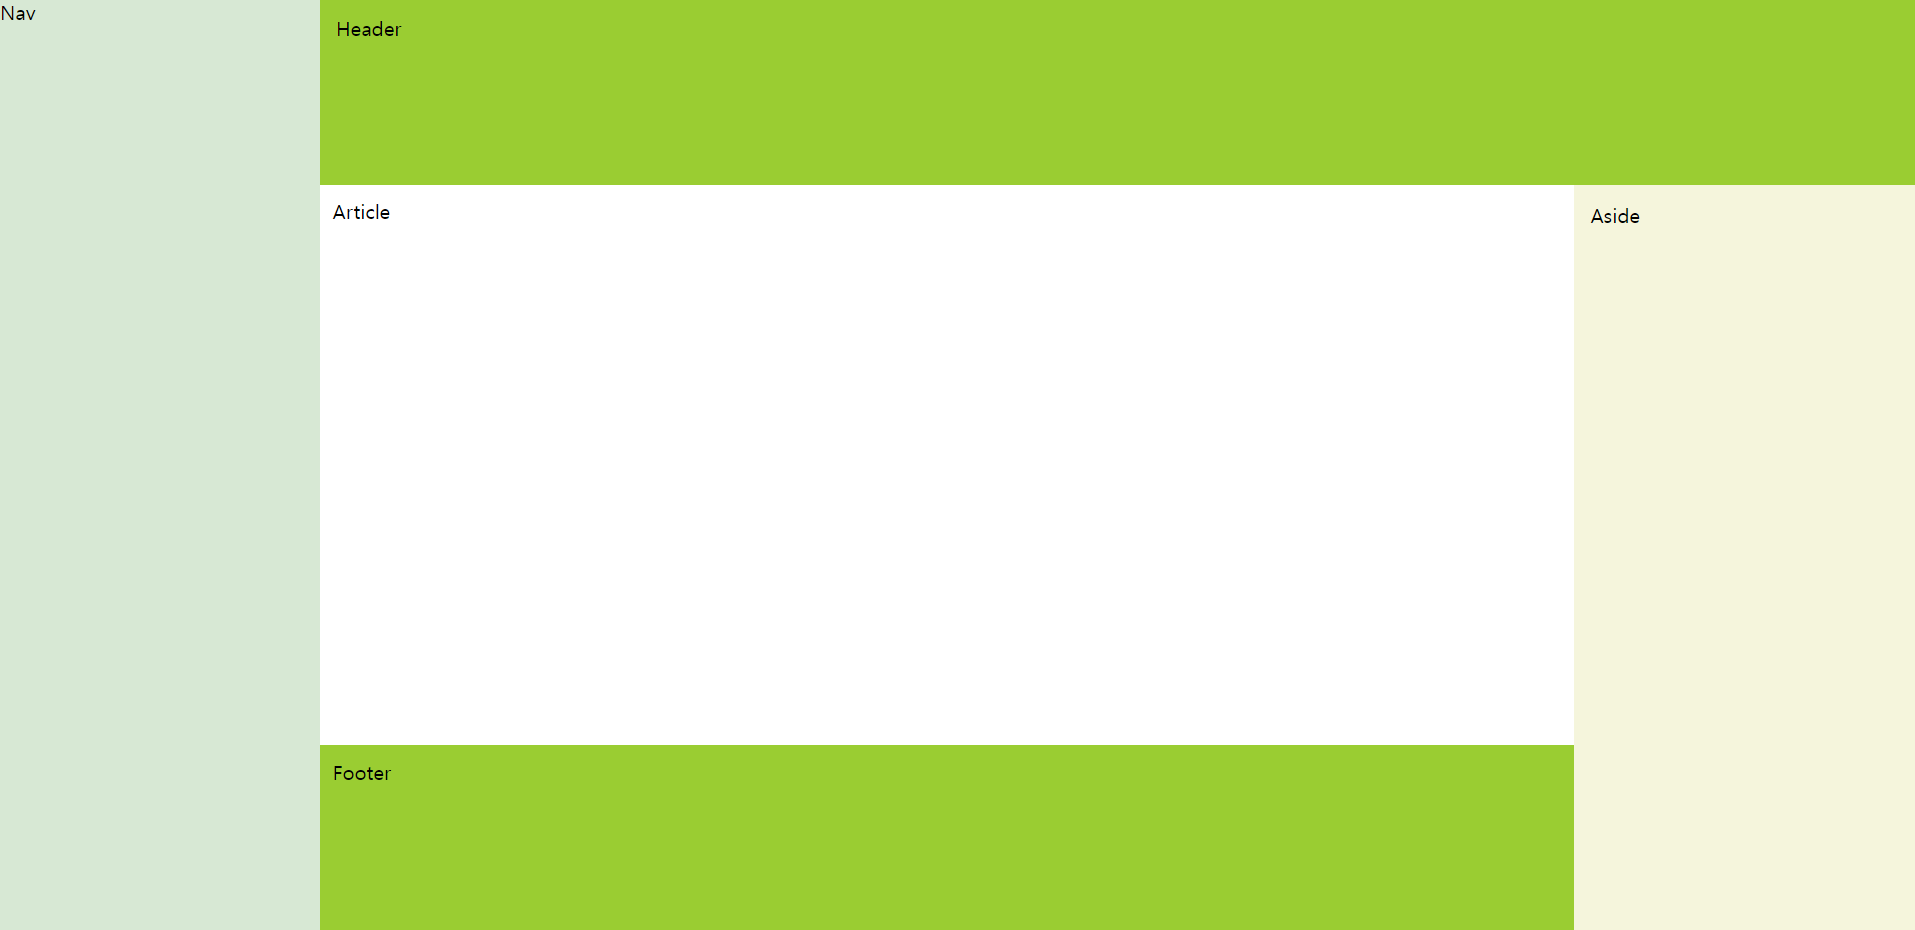 Nav
Header
Article
Aside
Footer